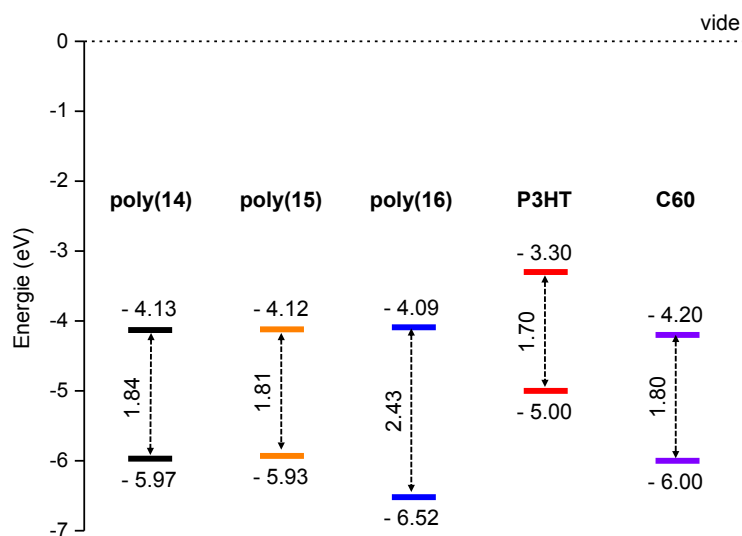 vide
0
-1
-2
-3
-4
-5
-6
-7
Energie (eV)
poly(14) poly(15) poly(16) P3HT C60
- 3.30
- 4.13 - 4.12 - 4.09 - 4.20
1.84 1.81 2.43 1.70 1.80
- 5.00
- 5.97 - 5.93 - 6.52 - 6.00